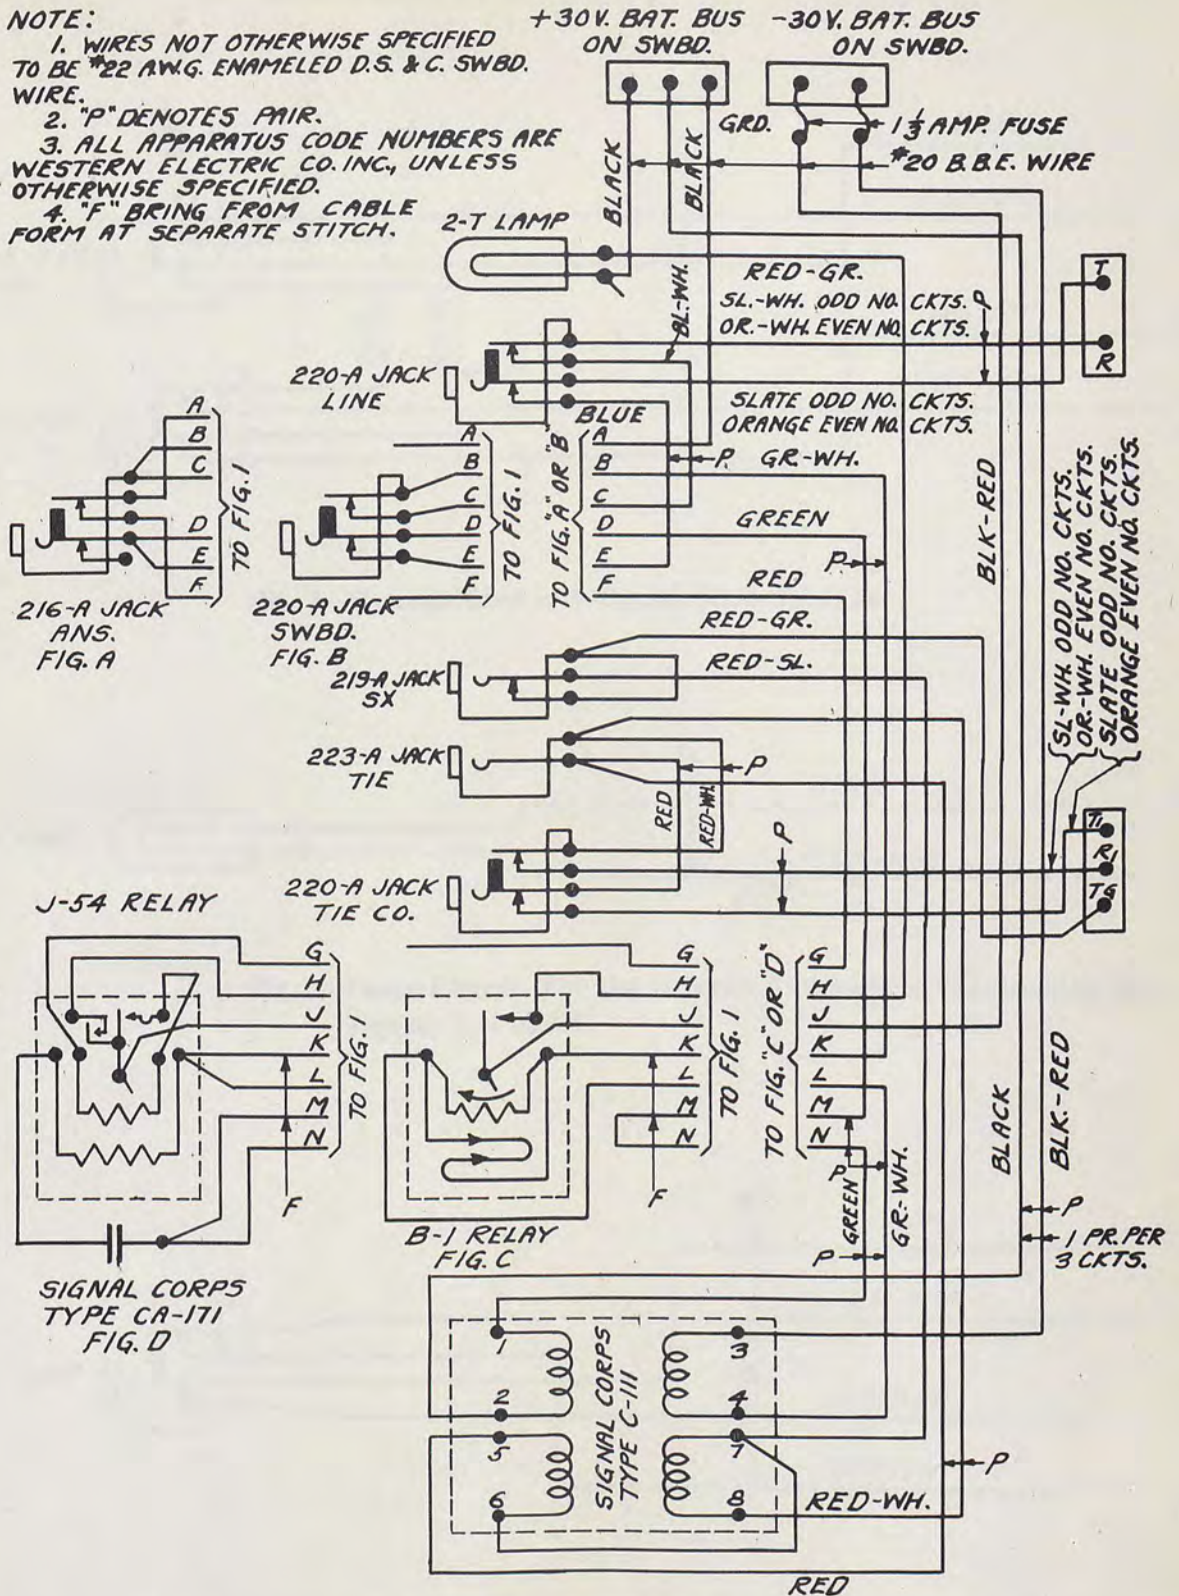 NOTE:
1. WIRES NOT OTHERWISE SPECIFIED
TO BE #22 A.W.G. ENAMELED D.S. & C. SWBD.
WIRE.
2. "P" DENOTES PAIR.
3. ALL APPARATUS CODE NUMBERS ARE
WESTERN ELECTRIC CO. INC., UNLESS
OTHERWISE SPECIFIED.
4. "F" BRING FROM CABLE
FORM AT SEPARATE STITCH.
+30V. BAT. BUS
ON SWBD.
-30V. BAT. BUS
ON SWBD.
GRD.
1 1/3 AMP. FUSE
#20 B.B.E. WIRE
BLACK
BLACK
2-T LAMP
RED-GR.
BL.-WH.
SL.-WH. ODD NO. CKTS.
OR.-WH. EVEN NO. CKTS.
P
T
R
220-A JACK
LINE
SLATE ODD NO. CKTS.
ORANGE EVEN NO. CKTS.
BLUE
P
GR.-WH.
A
B
C
D
E
F
TO FIG. 1
216-A JACK
ANS.
FIG. A
A
B
C
D
E
F
TO FIG. 1
220-A JACK
SWBD.
FIG. B
TO FIG. "A" OR "B"
A
B
C
D
E
F
GREEN
P
RED
BLK-RED
SL-WH. ODD NO. CKTS.
OR.-WH. EVEN NO. CKTS.
SLATE ODD NO. CKTS.
ORANGE EVEN NO. CKTS.
RED-GR.
219-A JACK
SX
RED-SL.
223-A JACK
TIE
P
RED
RED-WH.
P
T1
R1
TG
220-A JACK
TIE CO.
J-54 RELAY
G
H
J
K
L
M
N
TO FIG. 1
F
SIGNAL CORPS
TYPE CA-171
FIG. D
G
H
J
K
L
M
N
TO FIG. 1
F
B-1 RELAY
FIG. C
TO FIG. "C" OR "D"
G
H
J
K
L
M
N
P
GREEN
GR.-WH.
P
BLACK
BLK.-RED
P
1 PR. PER
3 CKTS.
1
2
5
6
SIGNAL CORPS
TYPE C-111
3
4
7
8
P
RED-WH.
RED